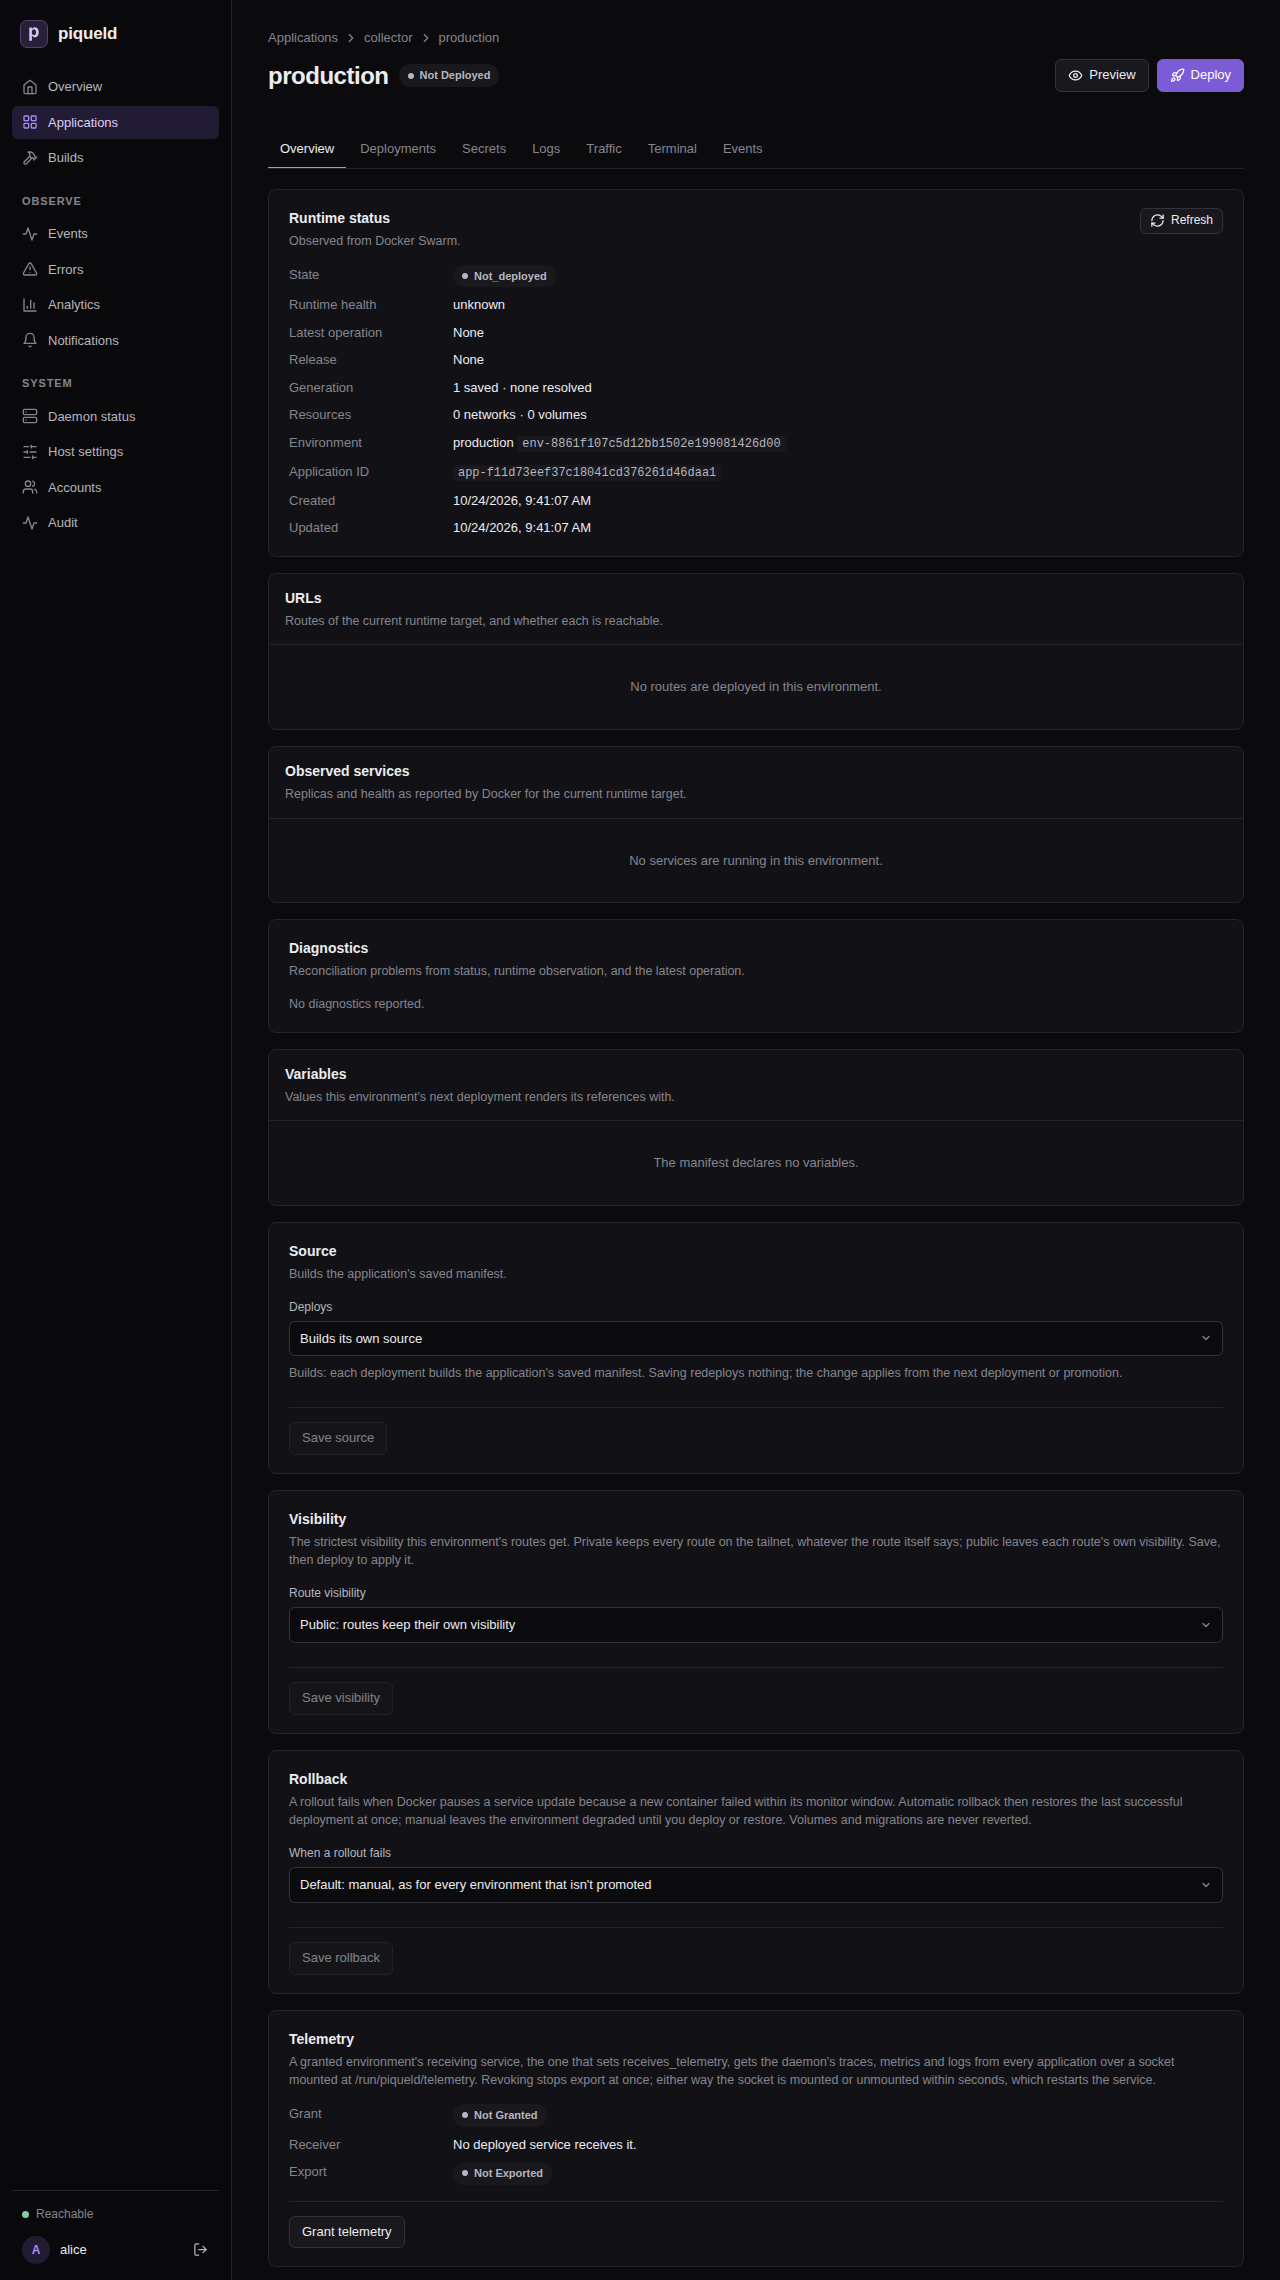 p piqueld
Overview
Applications
Builds
OBSERVE
Events
Errors
Analytics
Notifications
SYSTEM
Daemon status
Host settings
Accounts
Audit
Reachable
A alice
Applications > collector > production
production Not Deployed Preview Deploy
Overview Deployments Secrets Logs Traffic Terminal Events
Runtime status Refresh
Observed from Docker Swarm.
State Not_deployed
Runtime health unknown
Latest operation None
Release None
Generation 1 saved · none resolved
Resources 0 networks · 0 volumes
Environment production env-8861f107c5d12bb1502e199081426d00
Application ID app-f11d73eef37c18041cd376261d46daa1
Created 10/24/2026, 9:41:07 AM
Updated 10/24/2026, 9:41:07 AM
URLs
Routes of the current runtime target, and whether each is reachable.
No routes are deployed in this environment.
Observed services
Replicas and health as reported by Docker for the current runtime target.
No services are running in this environment.
Diagnostics
Reconciliation problems from status, runtime observation, and the latest operation.
No diagnostics reported.
Variables
Values this environment's next deployment renders its references with.
The manifest declares no variables.
Source
Builds the application's saved manifest.
Deploys
Builds its own source
Builds: each deployment builds the application's saved manifest. Saving redeploys nothing; the change applies from the next deployment or promotion.
Save source
Visibility
The strictest visibility this environment's routes get. Private keeps every route on the tailnet, whatever the route itself says; public leaves each route's own visibility. Save,
then deploy to apply it.
Route visibility
Public: routes keep their own visibility
Save visibility
Rollback
A rollout fails when Docker pauses a service update because a new container failed within its monitor window. Automatic rollback then restores the last successful
deployment at once; manual leaves the environment degraded until you deploy or restore. Volumes and migrations are never reverted.
When a rollout fails
Default: manual, as for every environment that isn't promoted
Save rollback
Telemetry
A granted environment's receiving service, the one that sets receives_telemetry, gets the daemon's traces, metrics and logs from every application over a socket
mounted at /run/piqueld/telemetry. Revoking stops export at once; either way the socket is mounted or unmounted within seconds, which restarts the service.
Grant Not Granted
Receiver No deployed service receives it.
Export Not Exported
Grant telemetry